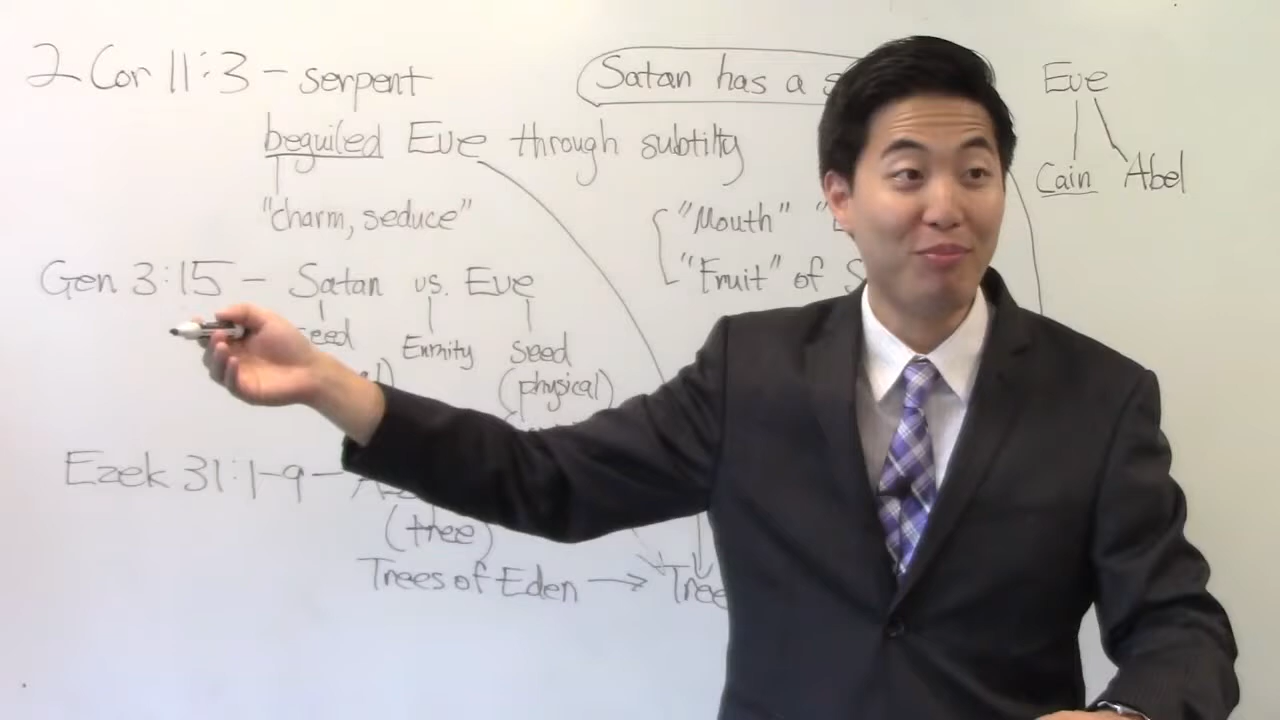 2 Cor 11:3 - serpent
beguiled Eve through subtilty
"charm, seduce"
Gen 3:15 - Satan vs. Eve
Enmity seed
(physical)
Ezek 31:1-9 -
(tree)
Trees of Eden → Tree
Satan has a
"Mouth"
"Fruit" of
Eve
Cain Abel